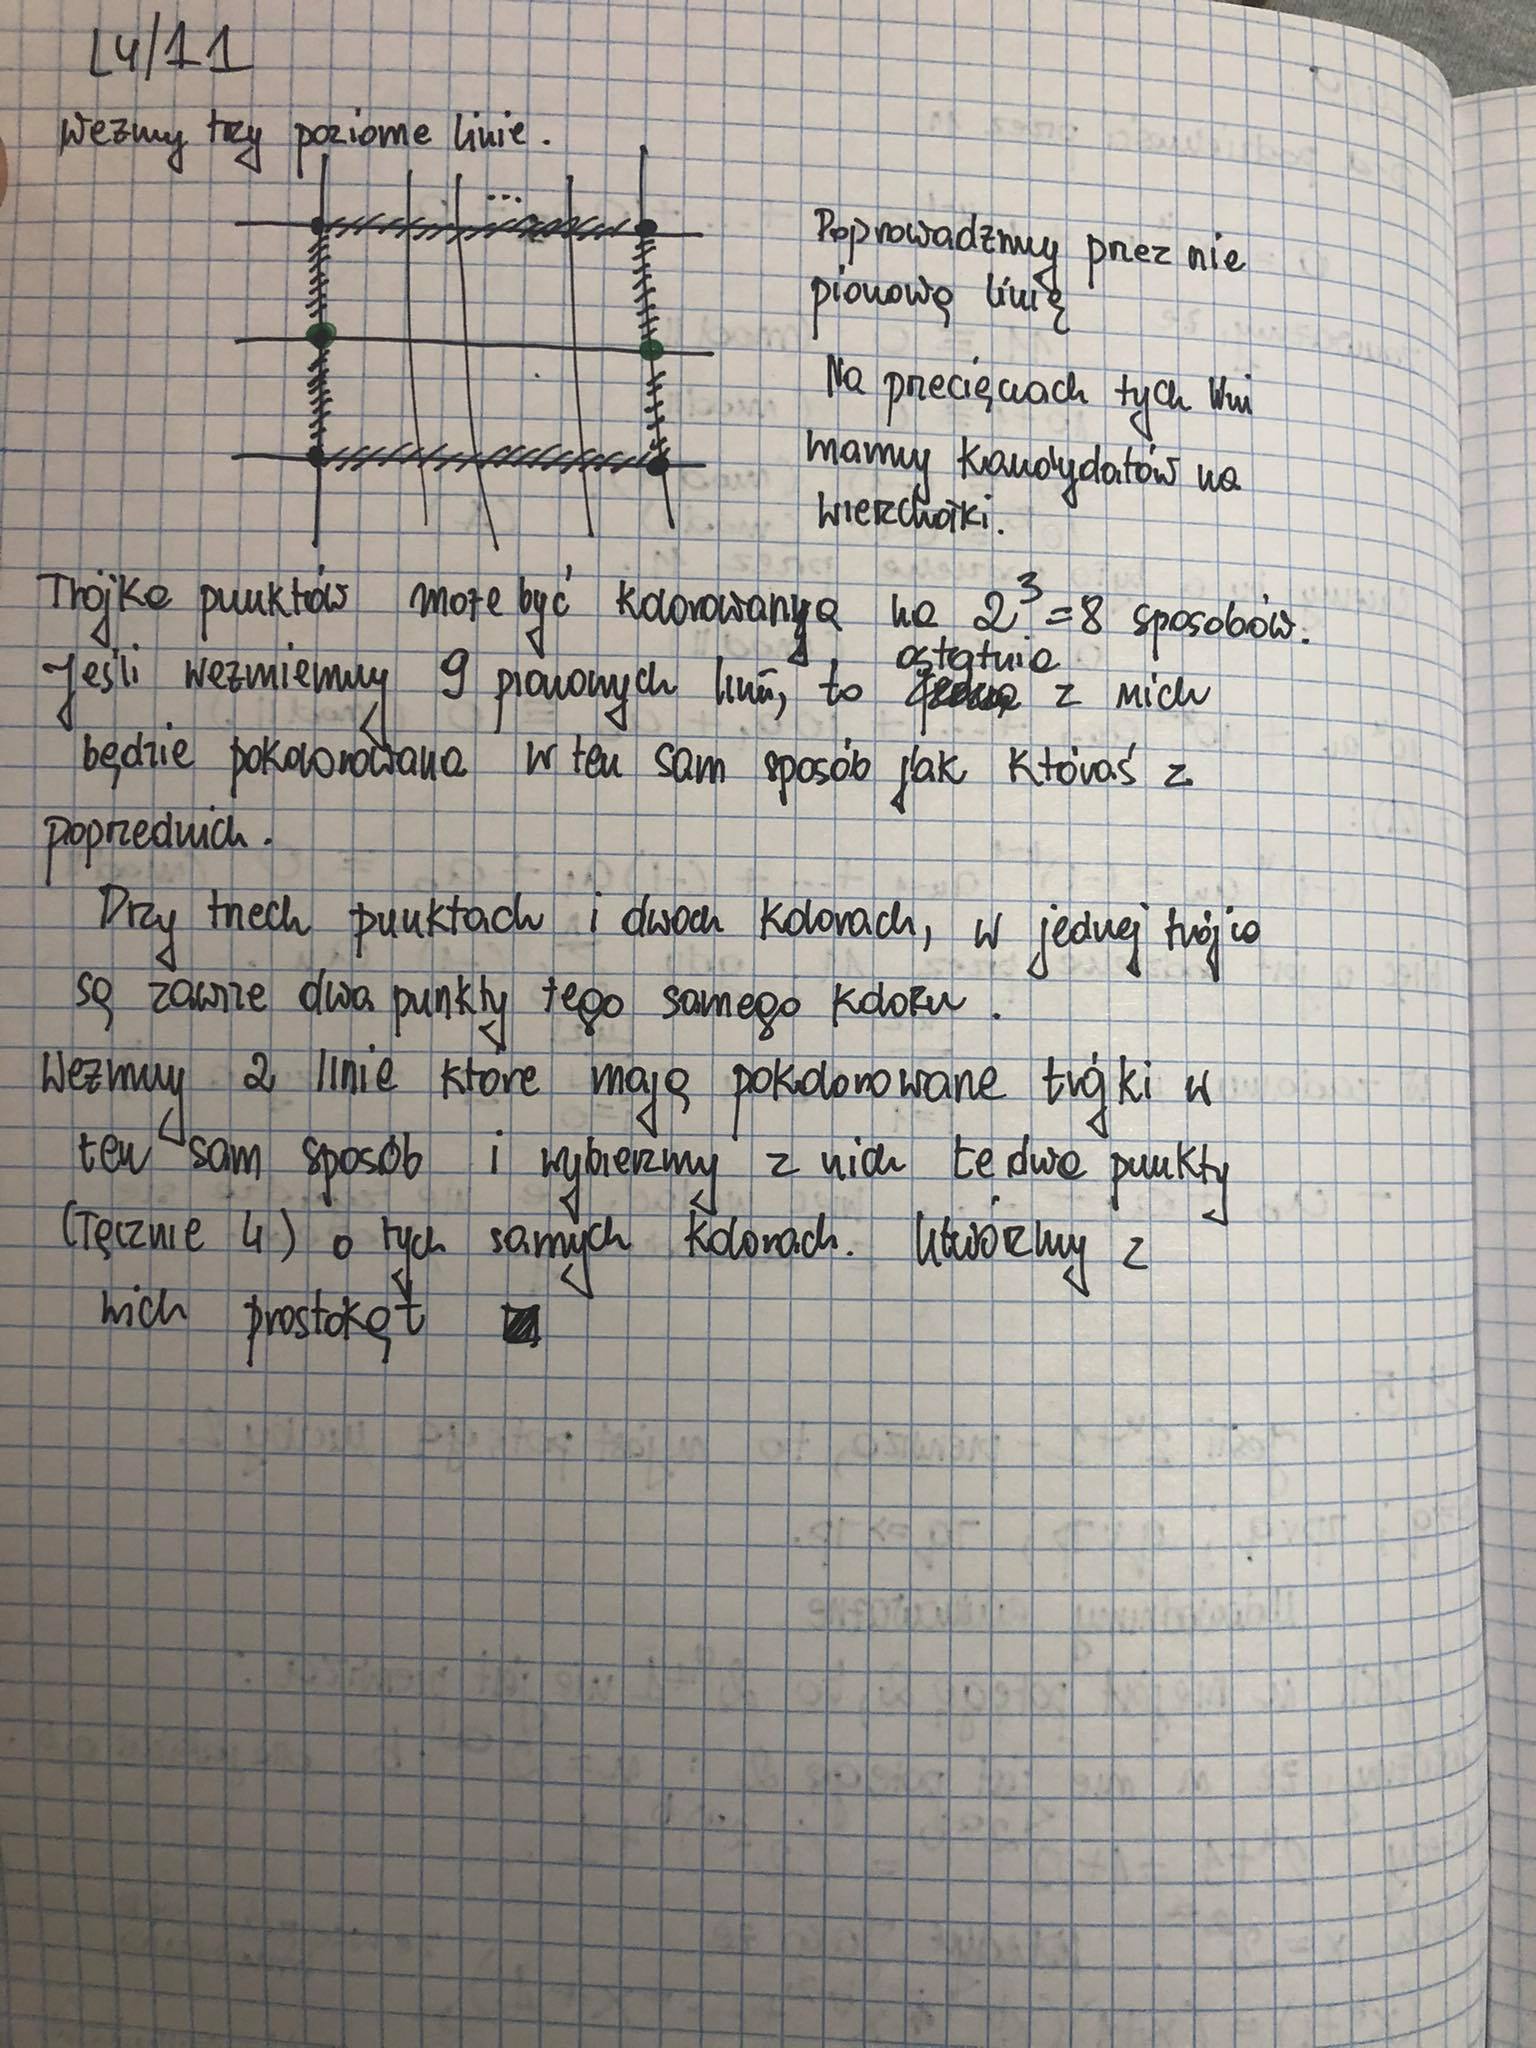 L4/11
Weźmy trzy poziome linie.
...
Poprowadźmy przez nie
pionową linię
Na przecięciach tych linii
mamy kandydatów na
wierzchołki.
Trójka punktów może być kolorowana na 2³ = 8 sposobów.
Jeśli weźmiemy 9 pionowych linii, to ostatnia z nich
będzie pokolorowana w ten sam sposób jak któraś z
poprzednich.
Przy trzech punktach i dwóch kolorach, w jednej trójce
są zawsze dwa punkty tego samego koloru.
Weźmy 2 linie które mają pokolorowane trójki w
ten sam sposób i wybierzmy z nich te dwa punkty
(łącznie 4) o tych samych kolorach. Utwórzmy z
nich prostokąt